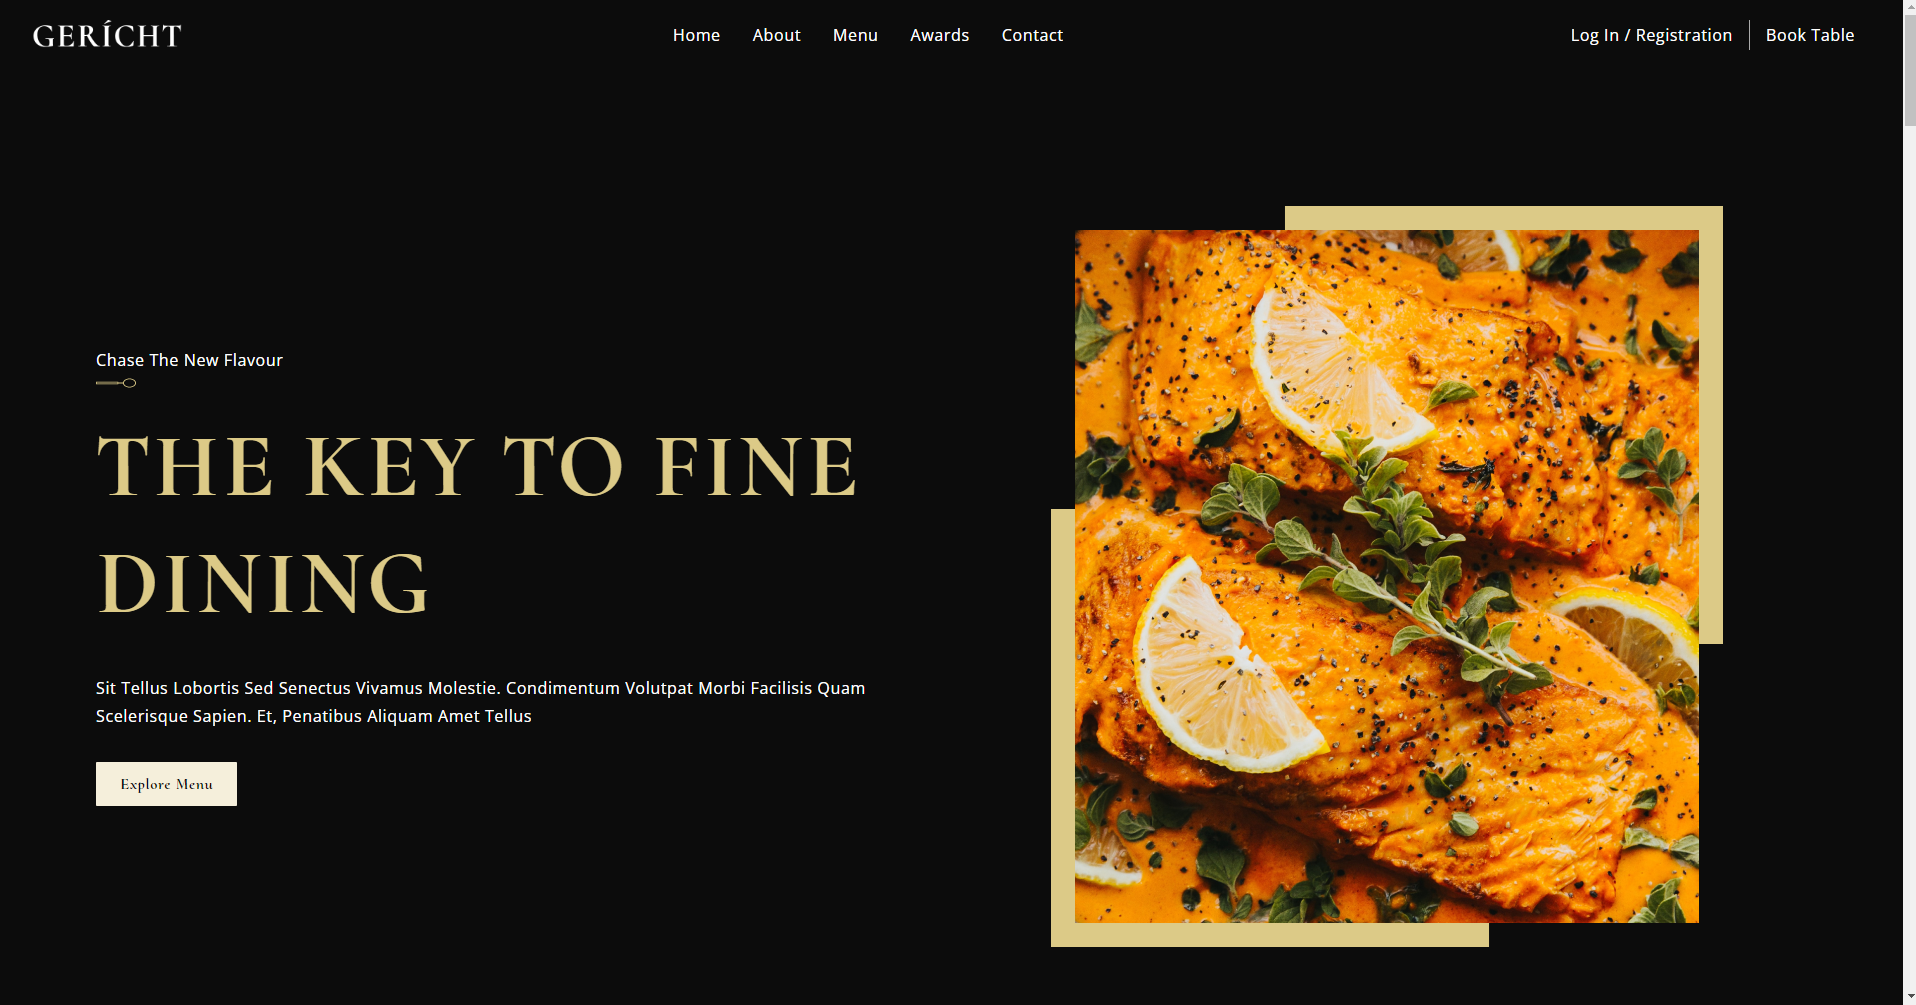 GERÍCHT
Home About Menu Awards Contact
Log In / Registration Book Table
Chase The New Flavour
THE KEY TO FINE
DINING
Sit Tellus Lobortis Sed Senectus Vivamus Molestie. Condimentum Volutpat Morbi Facilisis Quam
Scelerisque Sapien. Et, Penatibus Aliquam Amet Tellus
Explore Menu